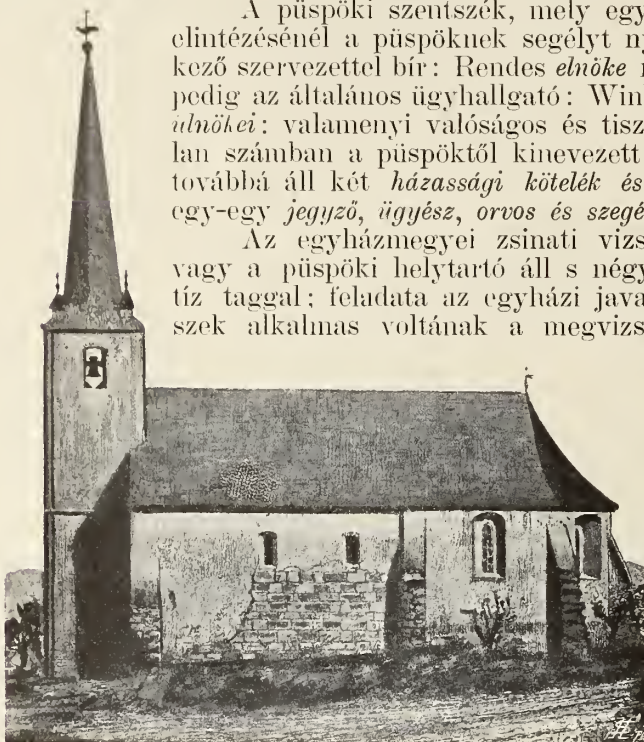 A püspöki szentszék, mely egy
elintézésénél a püspöknek segélyt
kező szervezettel bír: Rendes elnöke
pedig az általános ügyhallgató: Win
ülnökei: valamenyi valóságos és tisz
lan számban a püspöktől kinevezett
továbbá áll két házassági kötelék és
egy-egy jegyző, ügyész, orvos és szegé
Az egyházmegyei zsinati vizs
vagy a püspöki helytartó áll s négy
tíz taggal; feladata az egyházi java
szek alkalmas voltának a megvizs